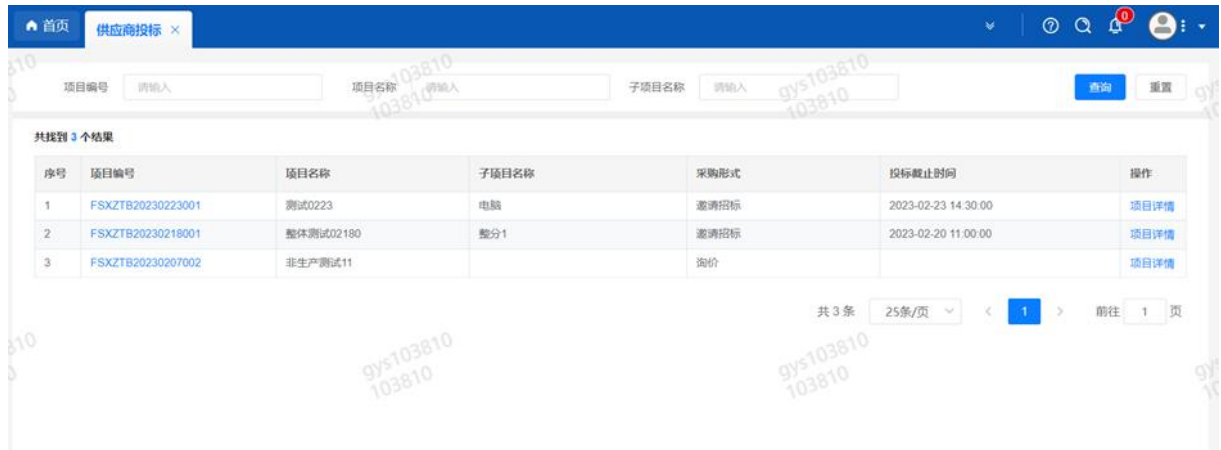 首页 供应商投标 × 0
项目编号 请输入 项目名称 请输入 子项目名称 请输入 查询 重置
共找到 3 个结果
序号 项目编号 项目名称 子项目名称 采购形式 投标截止时间 操作
1 FSXZTB20230223001 测试0223 电脑 邀请招标 2023-02-23 14:30:00 项目详情
2 FSXZTB20230218001 整体测试02180 整分1 邀请招标 2023-02-20 11:00:00 项目详情
3 FSXZTB20230207002 非生产测试11 询价 项目详情
共 3 条 25条/页 < 1 > 前往 1 页
gys103810
103810
gys103810
103810
gys103810
103810
gys103810
103810